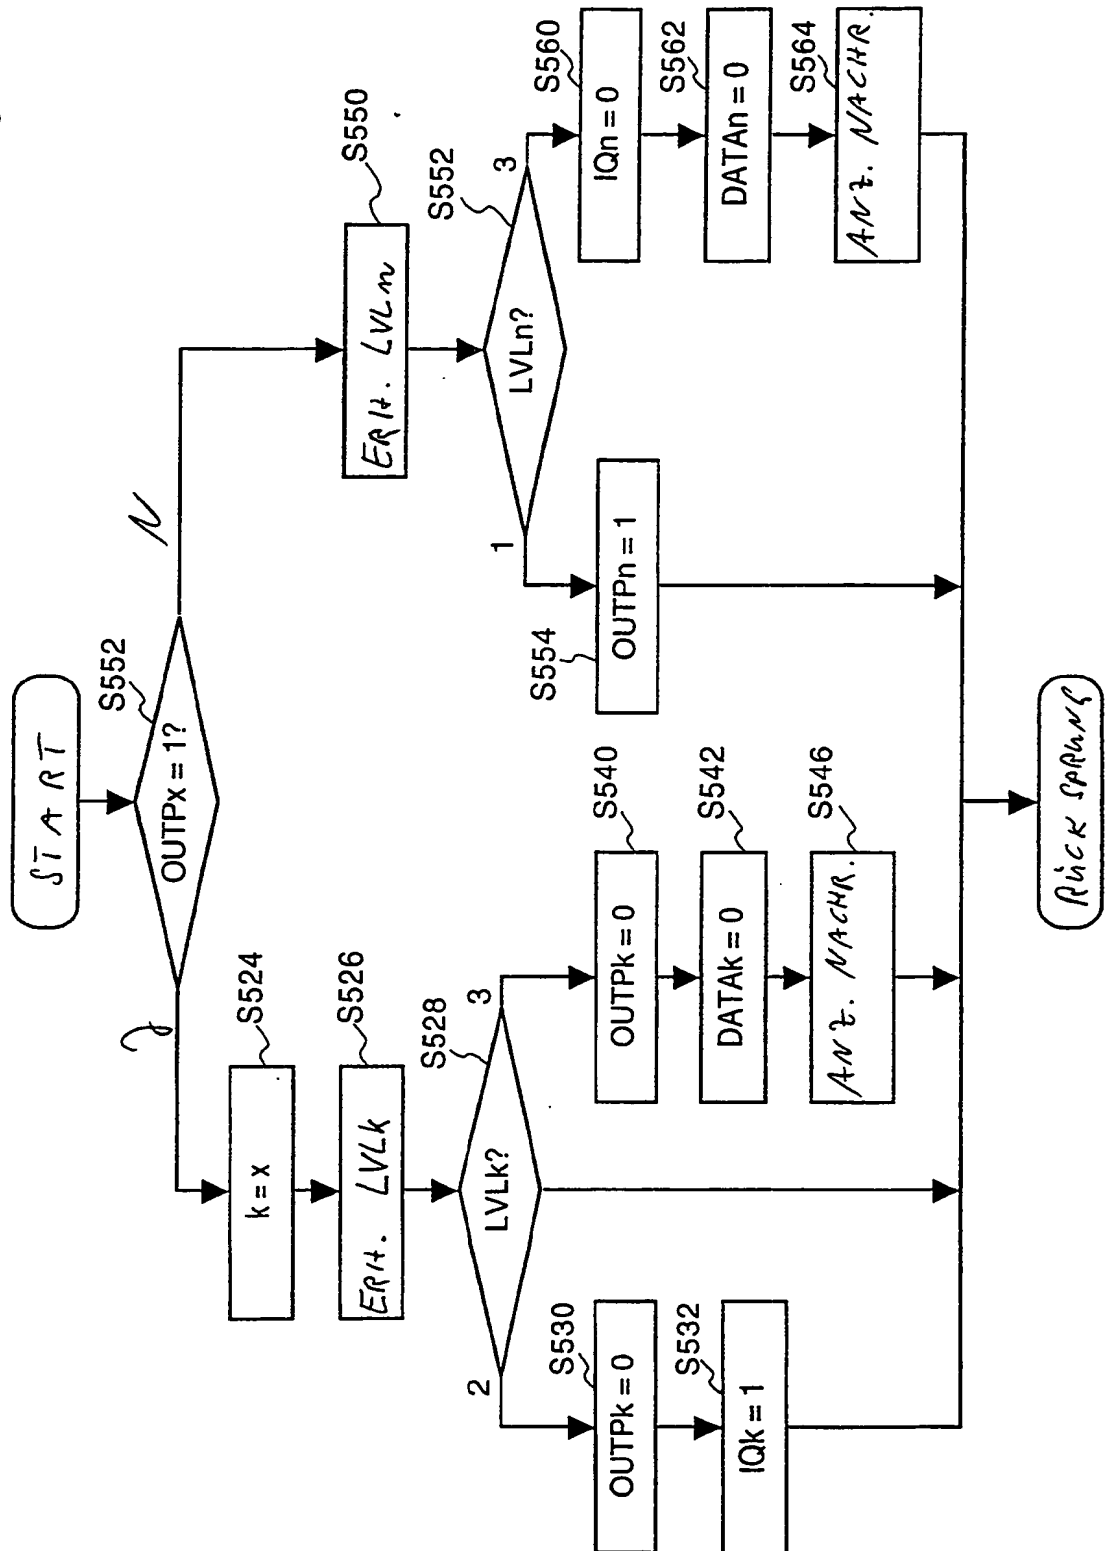 START
OUTPx = 1?
S552
J
N
k = x
S524
ERH. LVLk
S526
LVLk?
S528
2
3
OUTPk = 0
S530
IQk = 1
S532
OUTPk = 0
S540
DATAk = 0
S542
ANZ. NACHR.
S546
ERH. LVLn
S550
LVLn?
S552
1
3
OUTPn = 1
S554
IQn = 0
S560
DATAn = 0
S562
ANZ. NACHR.
S564
RÜCKSPRUNG